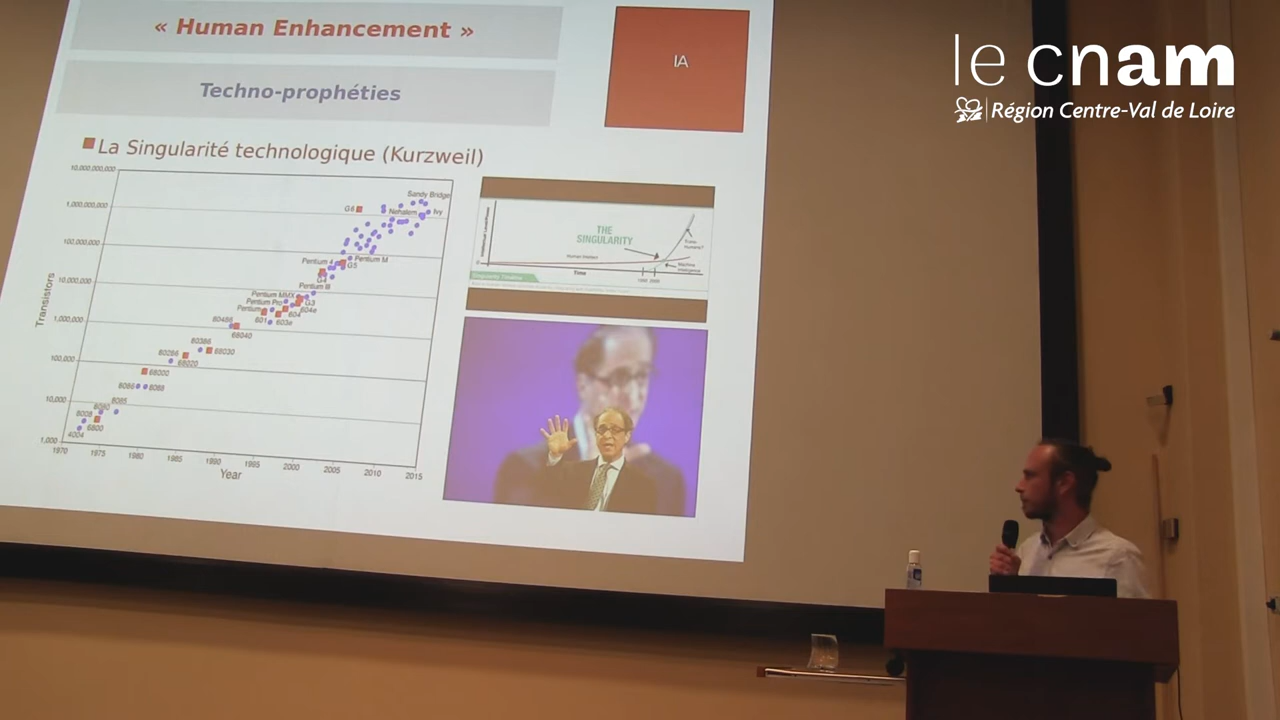 « Human Enhancement »
IA
le cnam
Région Centre-Val de Loire
Techno-prophéties
La Singularité technologique (Kurzweil)
10,000,000,000
1,000,000,000
100,000,000
10,000,000
1,000,000
100,000
10,000
1,000
Transistors
Sandy Bridge
G6
Nehalem
Ivy
Pentium 4
Pentium M
G5
Pentium III
Pentium MMX
G3
Pentium Pro
604e
Pentium
604
601
603e
80486
68040
80386
80286
68030
68020
68000
8086
8088
8085
8080
8008
6800
4004
1970
1975
1980
1985
1990
1995
2000
2005
2010
2015
Year
THE
SINGULARITY
Time
Machine
Intelligence